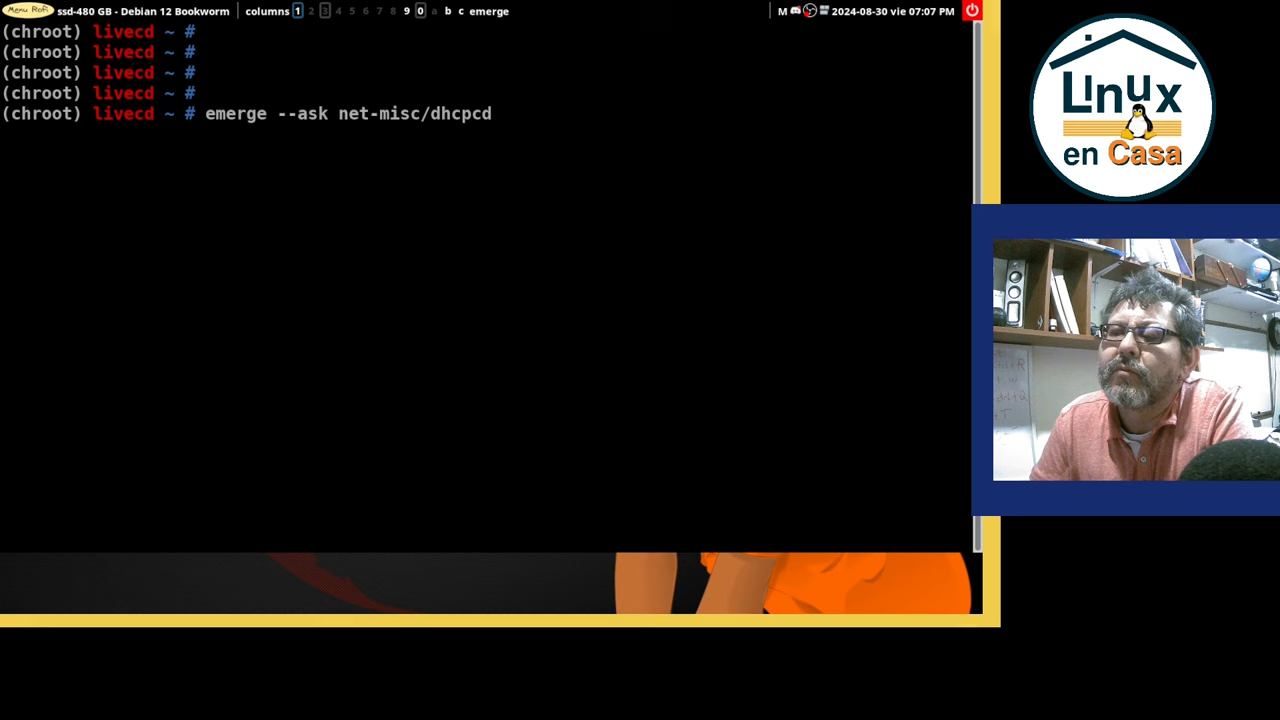 Menu Rofi ssd-480 GB - Debian 12 Bookworm columns 1 2 3 4 5 6 7 8 9 0 a b c emerge M 2024-08-30 vie 07:07 PM
(chroot) livecd ~ #
(chroot) livecd ~ #
(chroot) livecd ~ #
(chroot) livecd ~ #
(chroot) livecd ~ # emerge --ask net-misc/dhcpcd
Linux
en Casa